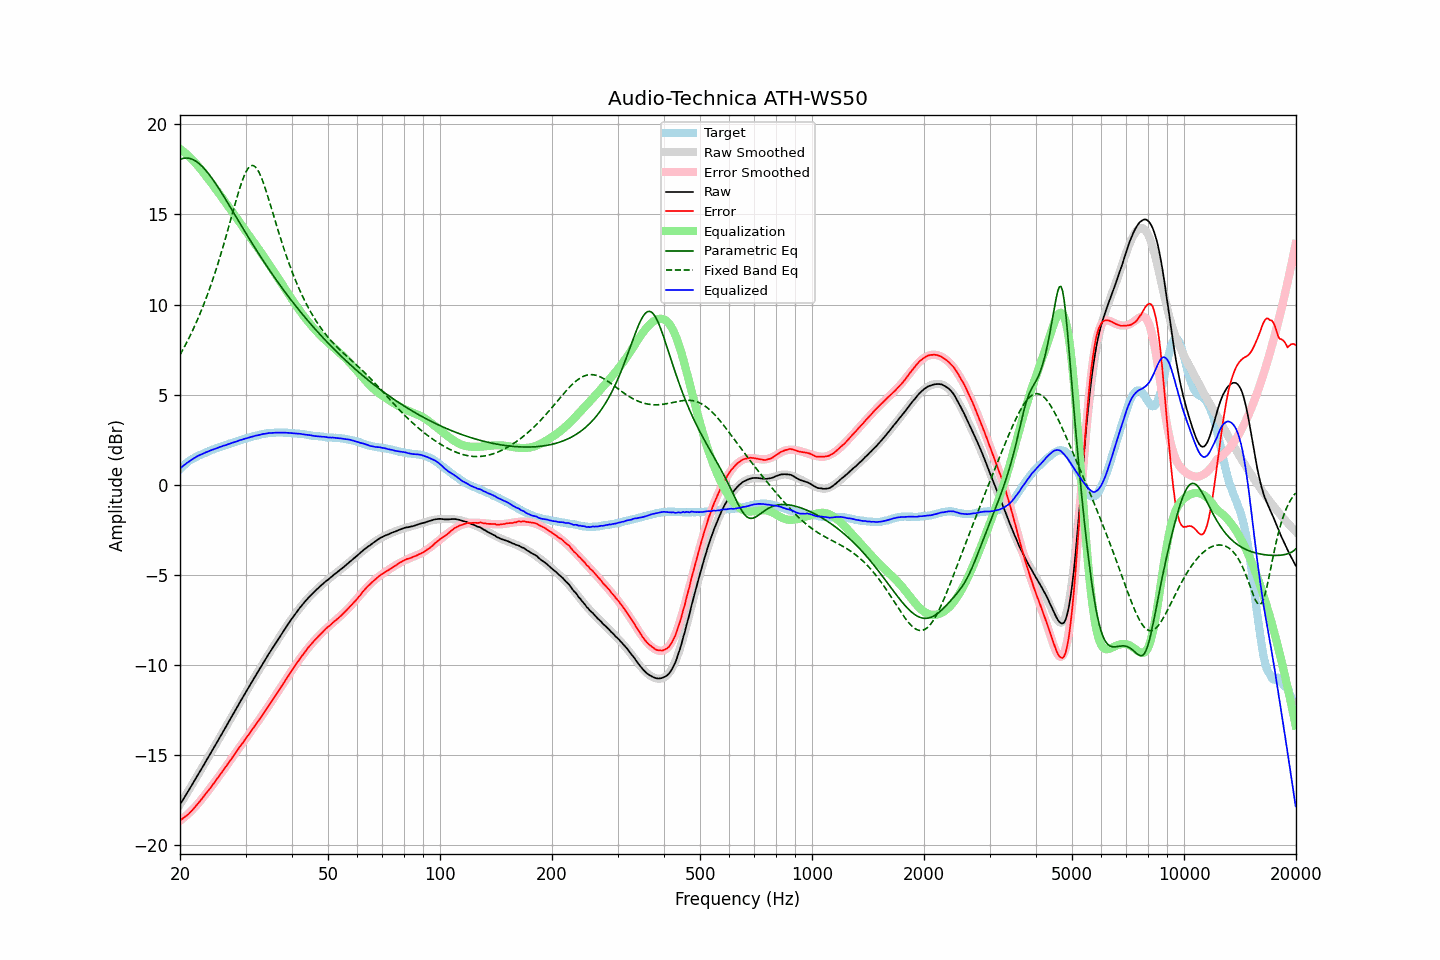 Audio-Technica ATH-WS50
Target
Raw Smoothed
Error Smoothed
Raw
Error
Equalization
Parametric Eq
Fixed Band Eq
Equalized
Amplitude (dBr)
20
15
10
5
0
−5
−10
−15
−20
20 50 100 200 500 1000 2000 5000 10000 20000
Frequency (Hz)